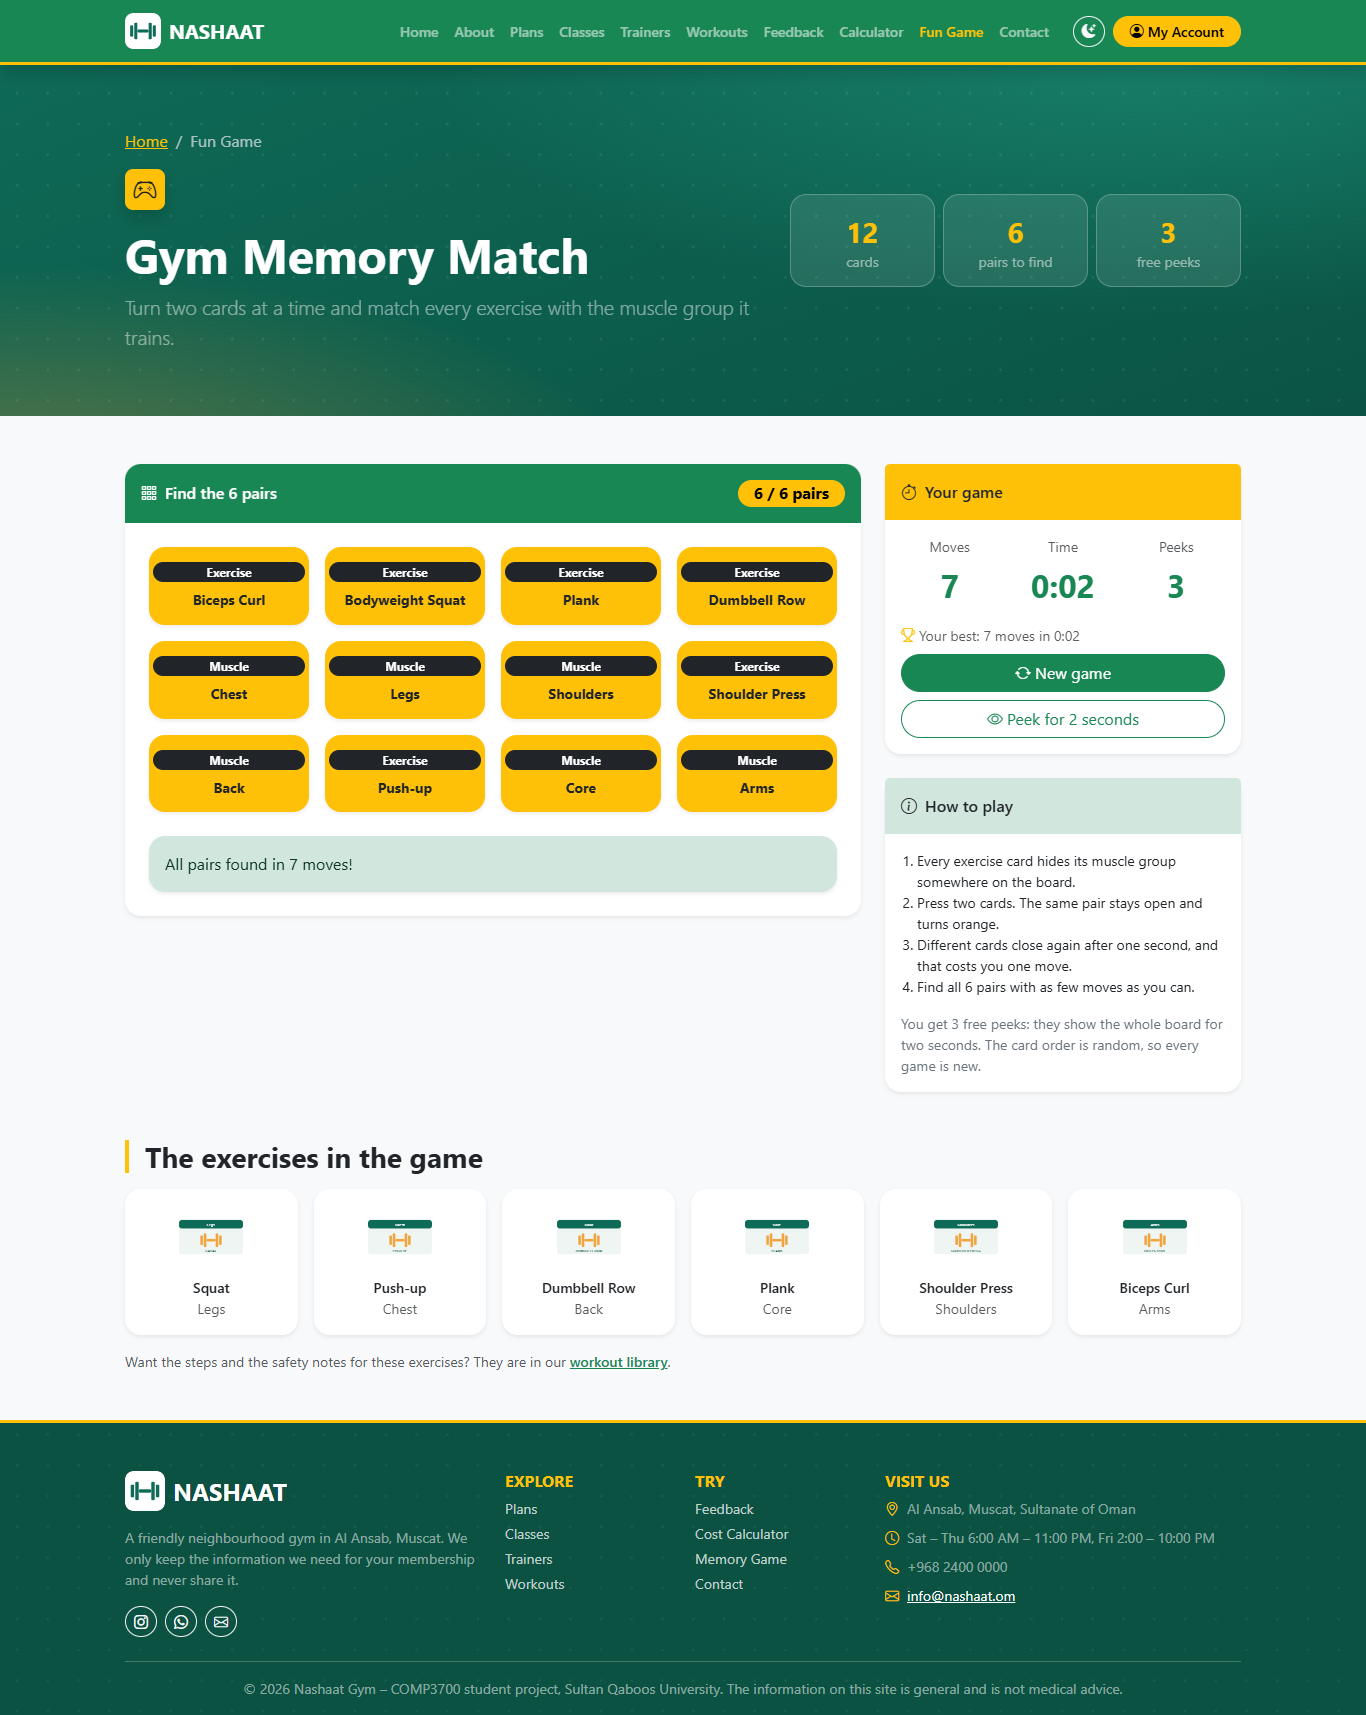 NASHAAT
Home About Plans Classes Trainers Workouts Feedback Calculator Fun Game Contact My Account
Home / Fun Game
Gym Memory Match
Turn two cards at a time and match every exercise with the muscle group it
trains.
12
cards
6
pairs to find
3
free peeks
Find the 6 pairs
6 / 6 pairs
Exercise
Biceps Curl
Exercise
Bodyweight Squat
Exercise
Plank
Exercise
Dumbbell Row
Muscle
Chest
Muscle
Legs
Muscle
Shoulders
Exercise
Shoulder Press
Muscle
Back
Exercise
Push-up
Muscle
Core
Muscle
Arms
All pairs found in 7 moves!
Your game
Moves
7
Time
0:02
Peeks
3
Your best: 7 moves in 0:02
New game
Peek for 2 seconds
How to play
1. Every exercise card hides its muscle group
somewhere on the board.
2. Press two cards. The same pair stays open and
turns orange.
3. Different cards close again after one second, and
that costs you one move.
4. Find all 6 pairs with as few moves as you can.
You get 3 free peeks: they show the whole board for
two seconds. The card order is random, so every
game is new.
The exercises in the game
Squat
Legs
Push-up
Chest
Dumbbell Row
Back
Plank
Core
Shoulder Press
Shoulders
Biceps Curl
Arms
Want the steps and the safety notes for these exercises? They are in our workout library.
NASHAAT
A friendly neighbourhood gym in Al Ansab, Muscat. We
only keep the information we need for your membership
and never share it.
EXPLORE
Plans
Classes
Trainers
Workouts
TRY
Feedback
Cost Calculator
Memory Game
Contact
VISIT US
Al Ansab, Muscat, Sultanate of Oman
Sat – Thu 6:00 AM – 11:00 PM, Fri 2:00 – 10:00 PM
+968 2400 0000
info@nashaat.om
© 2026 Nashaat Gym – COMP3700 student project, Sultan Qaboos University. The information on this site is general and is not medical advice.